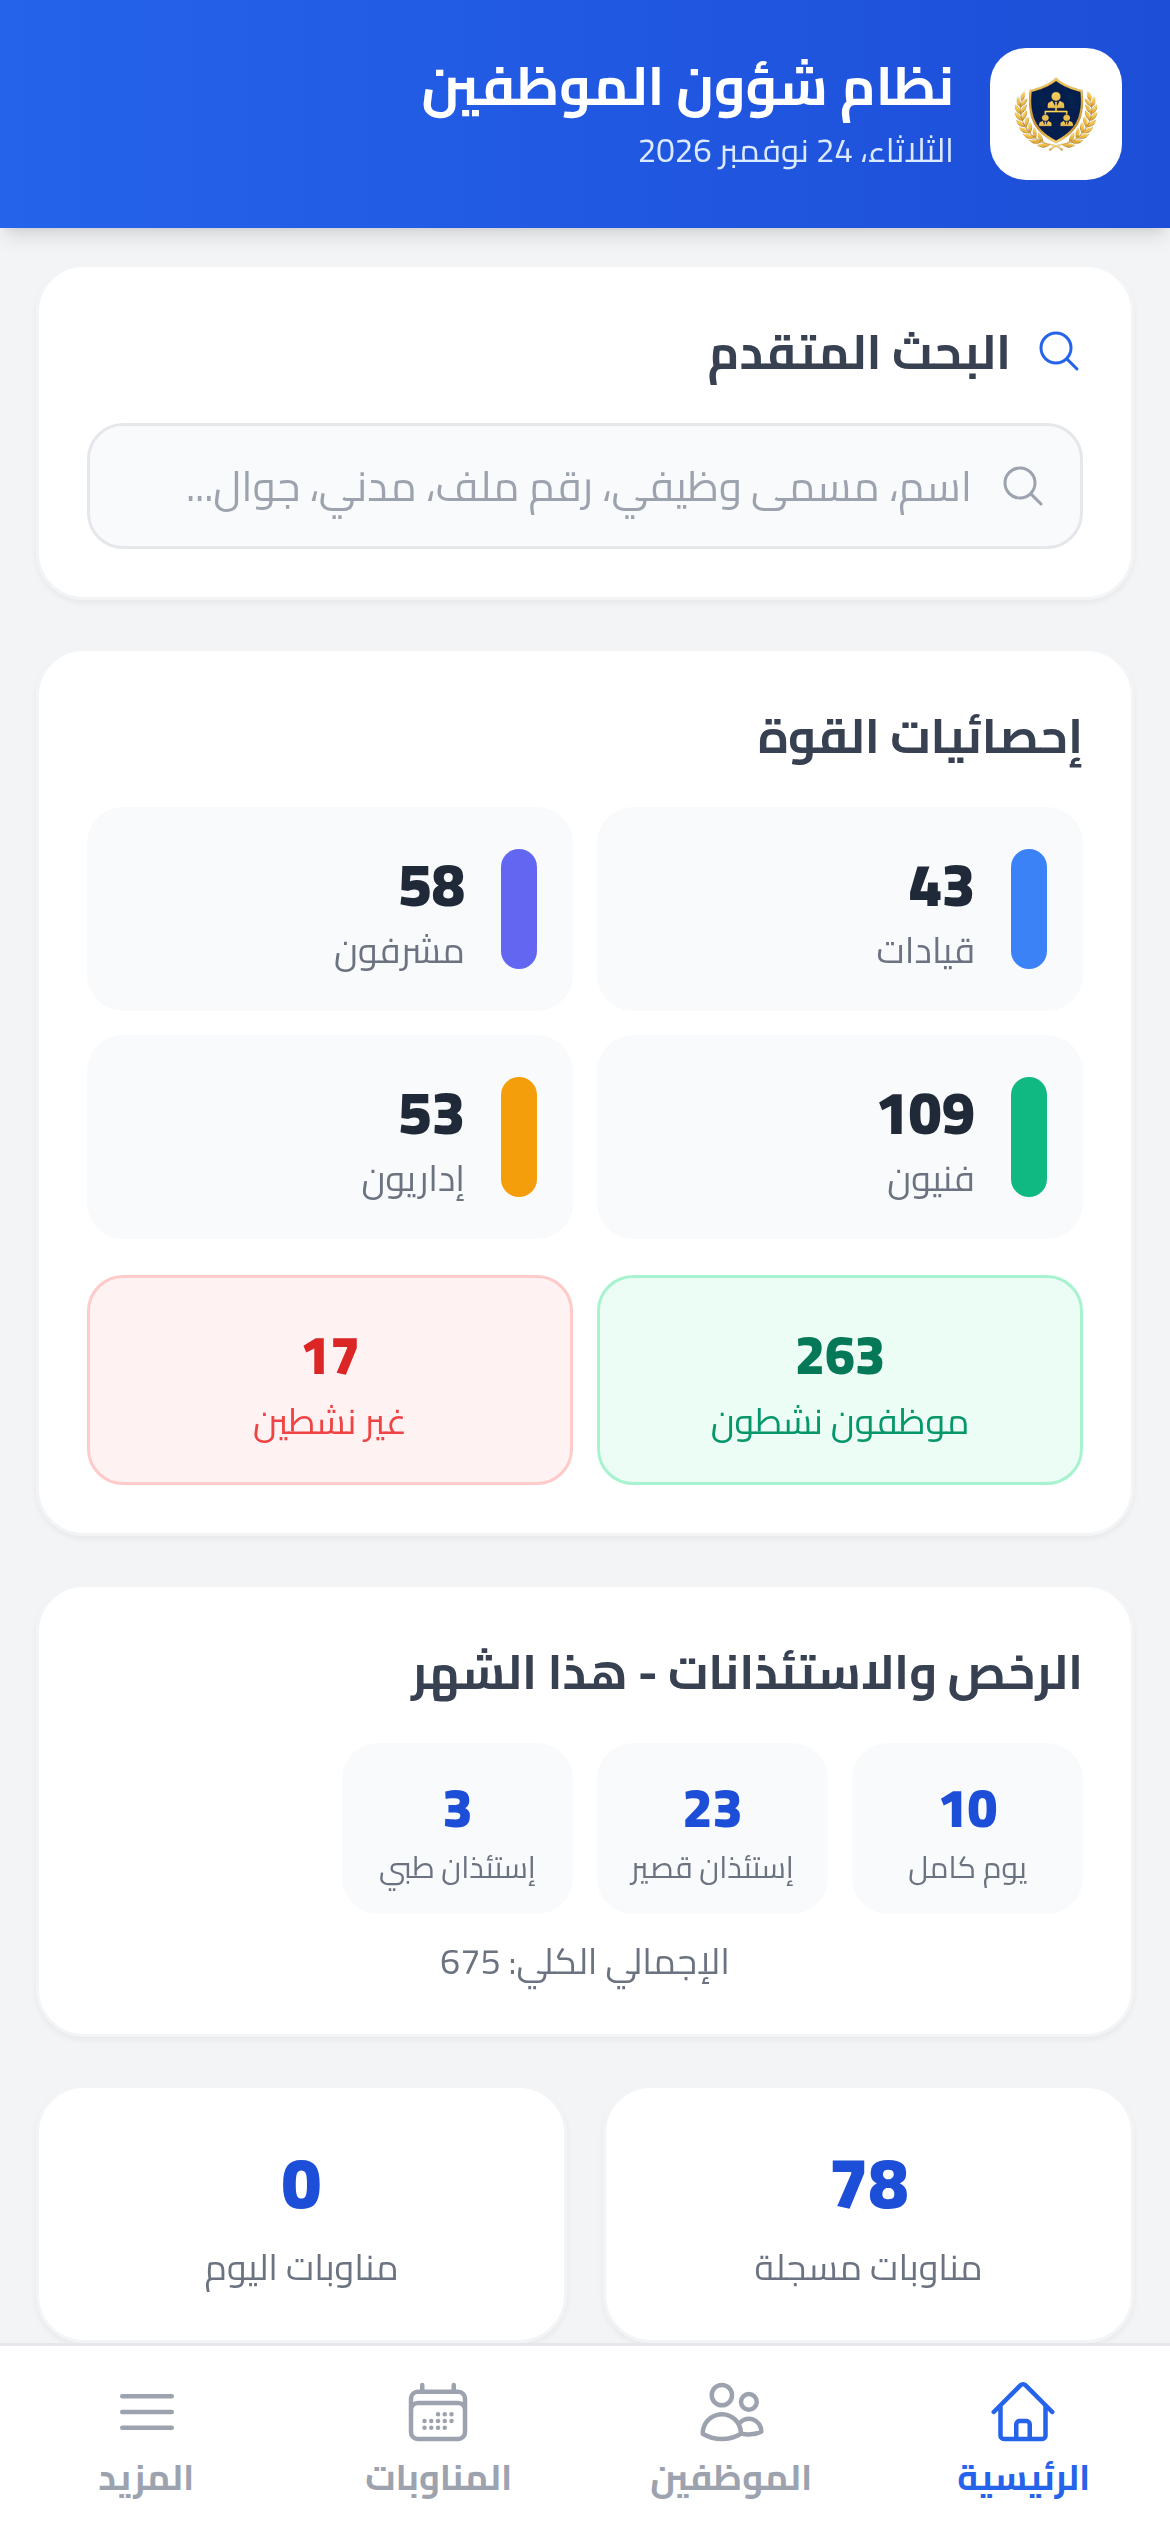 نظام شؤون الموظفين
الثلاثاء، 24 نوفمبر 2026
البحث المتقدم
اسم، مسمى وظيفي، رقم ملف، مدني، جوال...
إحصائيات القوة
43
قيادات
58
مشرفون
109
فنيون
53
إداريون
263
موظفون نشطون
17
غير نشطين
الرخص والاستئذانات - هذا الشهر
10
يوم كامل
23
إستئذان قصير
3
إستئذان طبي
الإجمالي الكلي: 675
78
مناوبات مسجلة
0
مناوبات اليوم
الرئيسية
الموظفين
المناوبات
المزيد